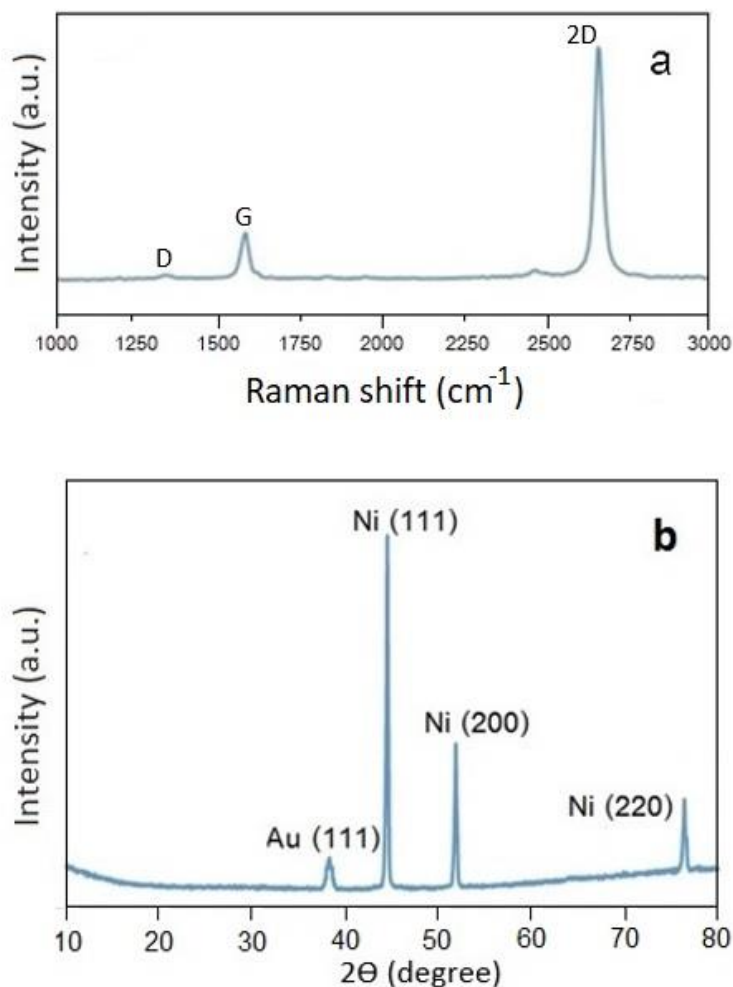 2D
a
G
D
Intensity (a.u.)
1000 1250 1500 1750 2000 2250 2500 2750 3000
Raman shift (cm-1)
Ni (111)
b
Ni (200)
Ni (220)
Au (111)
Intensity (a.u.)
10 20 30 40 50 60 70 80
2Θ (degree)